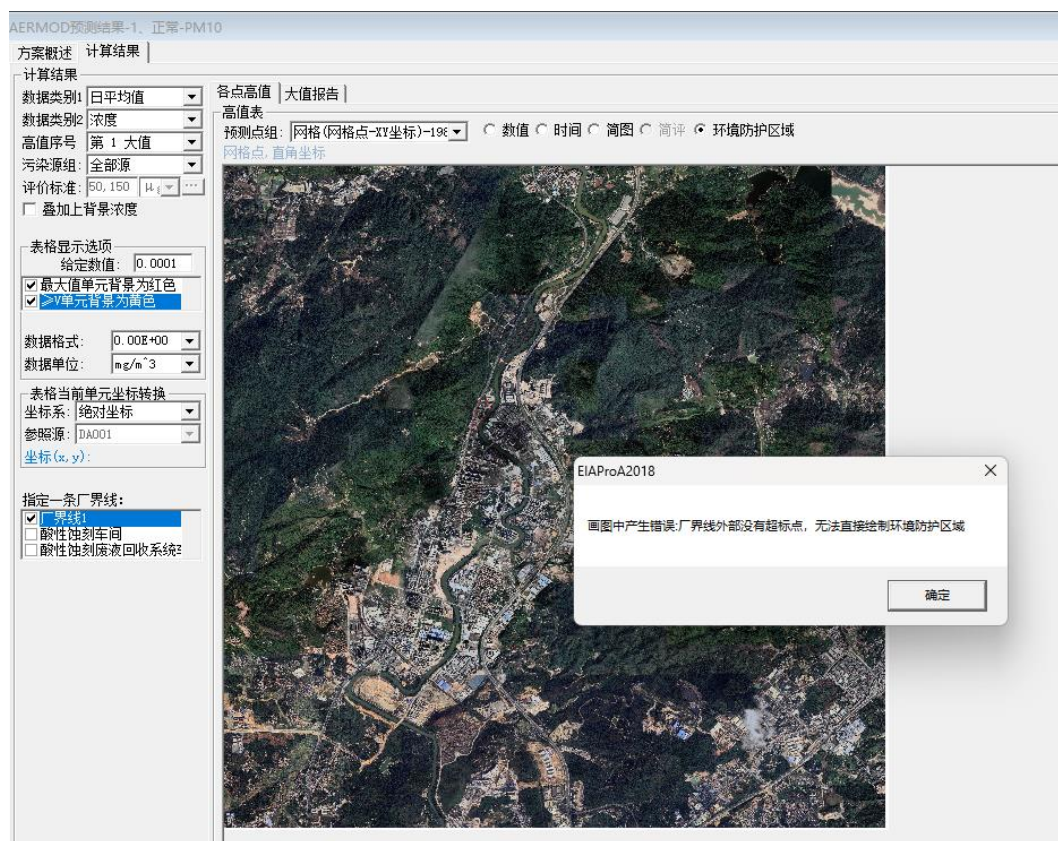 AERMOD预测结果-1、正常-PM10
方案概述 计算结果
计算结果
数据类别1 日平均值
数据类别2 浓度
高值序号 第 1 大值
污染源组: 全部源
评价标准: 50,150
叠加上背景浓度
表格显示选项
给定数值: 0.0001
最大值单元背景为红色
≥V单元背景为黄色
数据格式: 0.00E+00
数据单位: mg/m^3
表格当前单元坐标转换
坐标系: 绝对坐标
参照源: DA001
坐标(x,y):
指定一条厂界线:
厂界线1
酸性蚀刻车间
酸性蚀刻废液回收系统
各点高值 大值报告
高值表
预测点组: 网格(网格点-XY坐标)-198 数值 时间 简图 简评 环境防护区域
网格点,直角坐标
EIAProA2018
画图中产生错误:厂界线外部没有超标点，无法直接绘制环境防护区域
确定